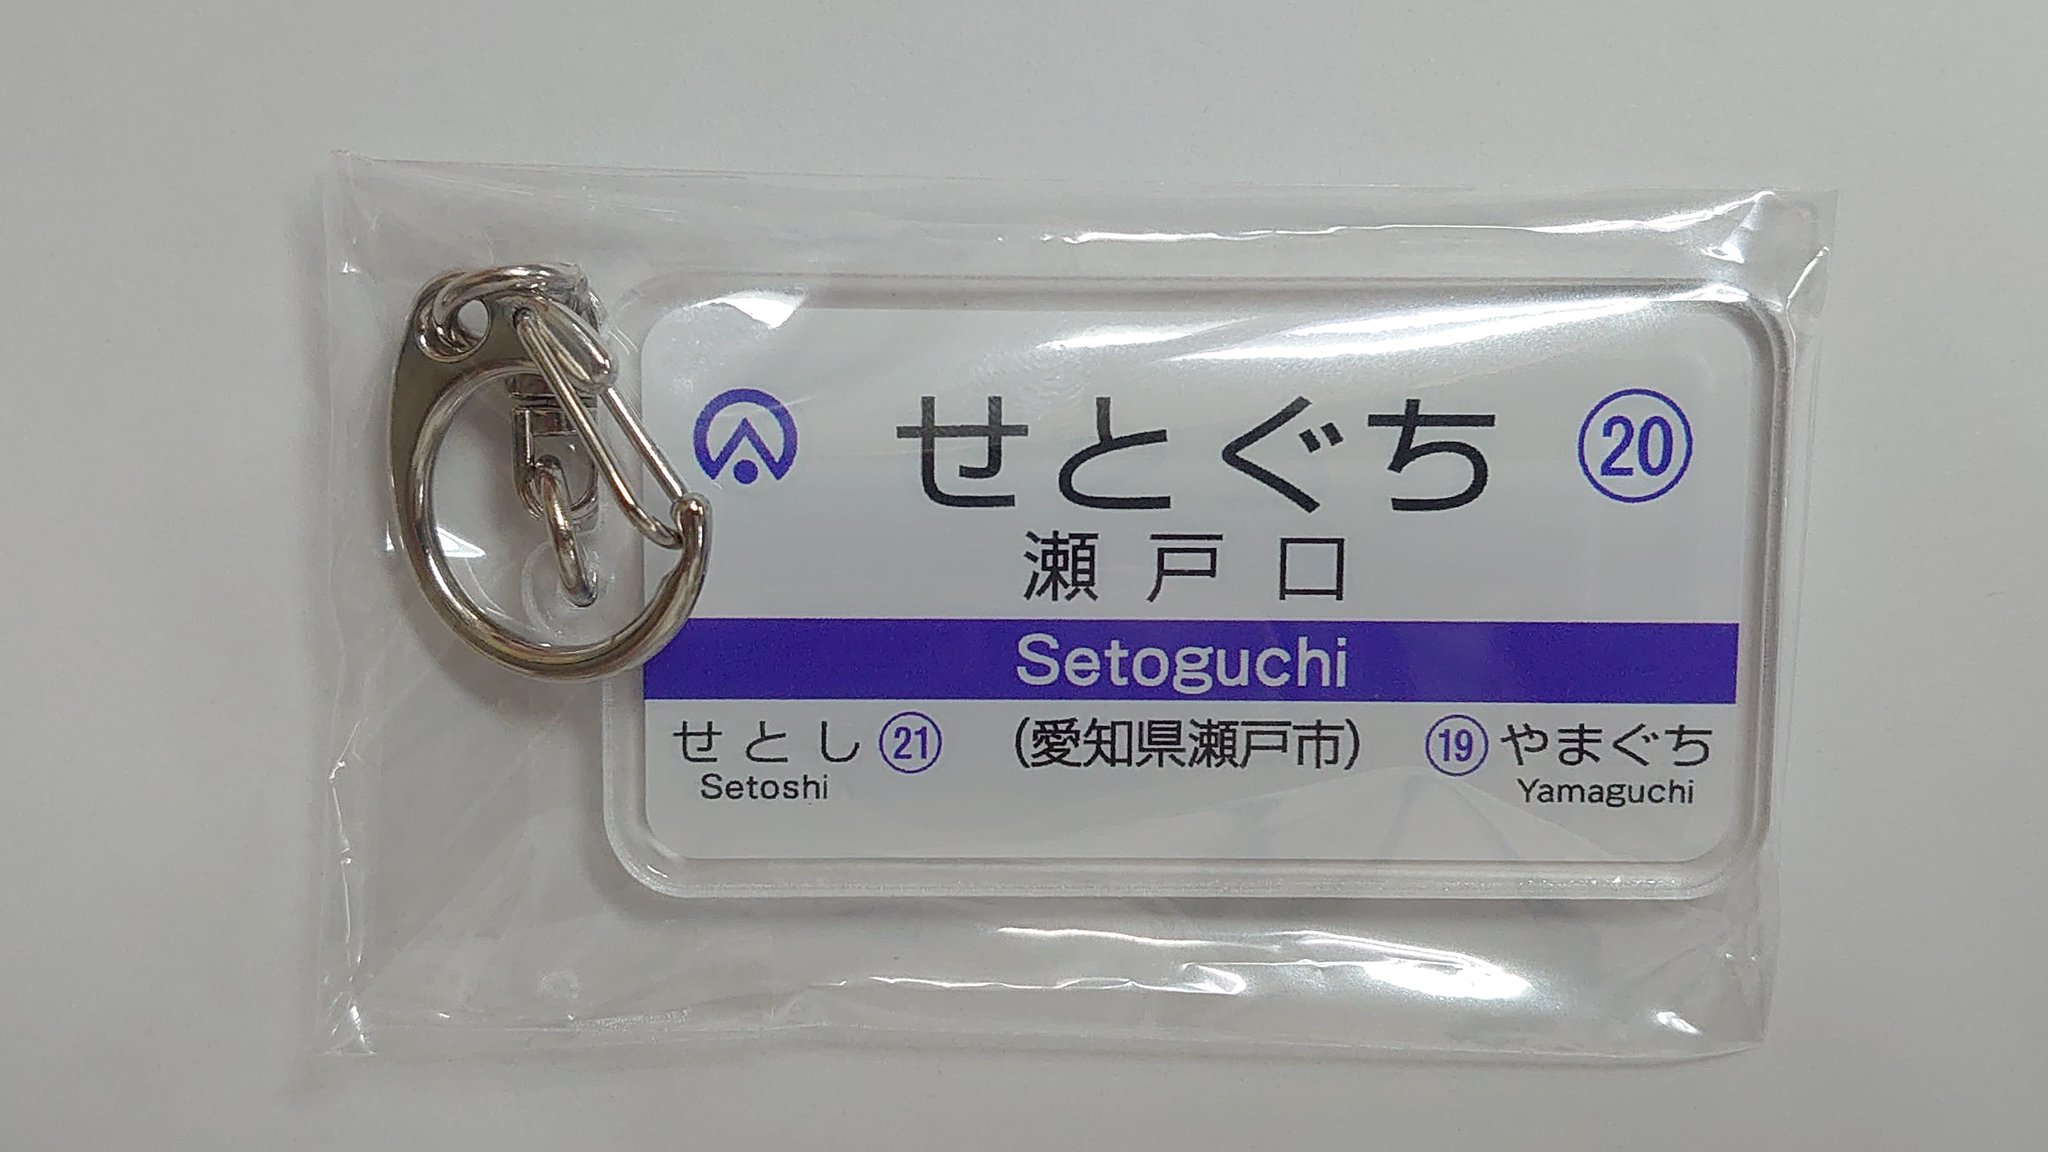 せとぐち 20
瀬戸口
Setoguchi
せとし 21 (愛知県瀬戸市) 19 やまぐち
Setoshi Yamaguchi